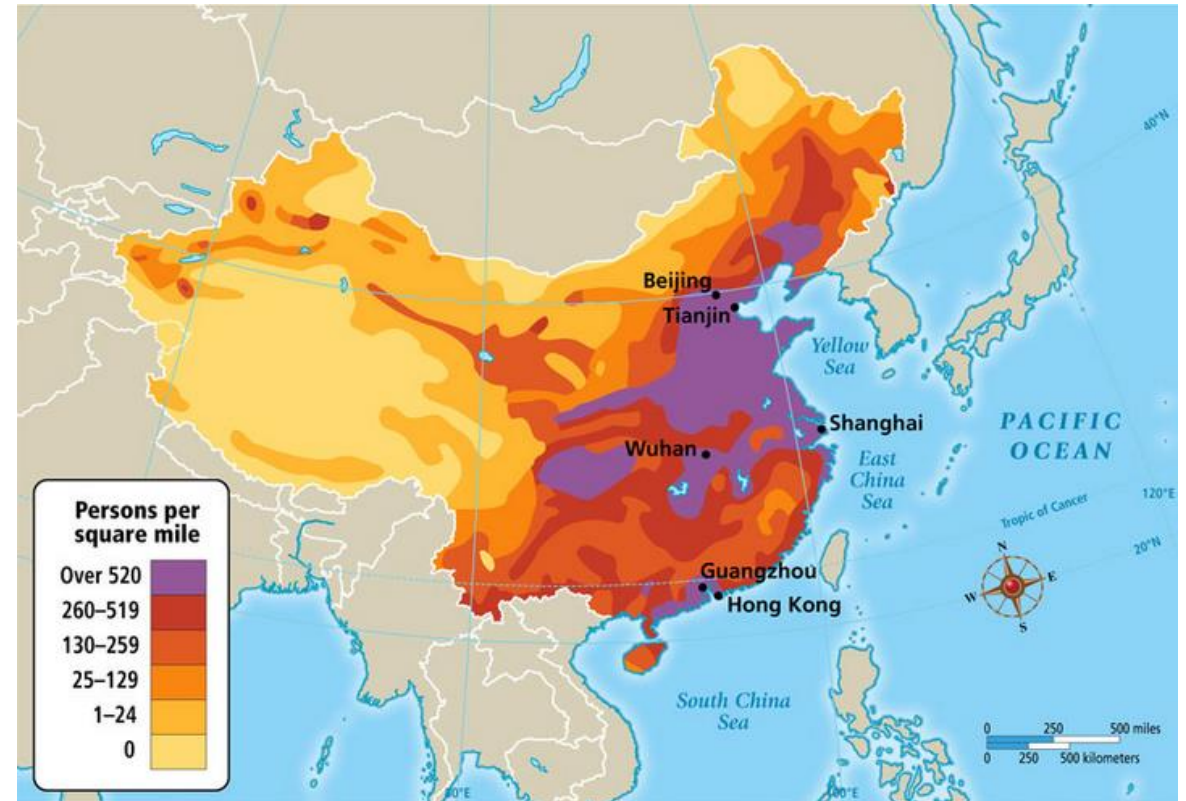 40°N
Beijing
Tianjin
Yellow
Sea
Shanghai
PACIFIC
OCEAN
Wuhan
East
China
Sea
120°E
Tropic of Cancer
20°N
Persons per
square mile
Over 520
260–519
130–259
25–129
1–24
0
Guangzhou
Hong Kong
N
W
E
S
South China
Sea
0 250 500 miles
0 250 500 kilometers
80°E
100°E